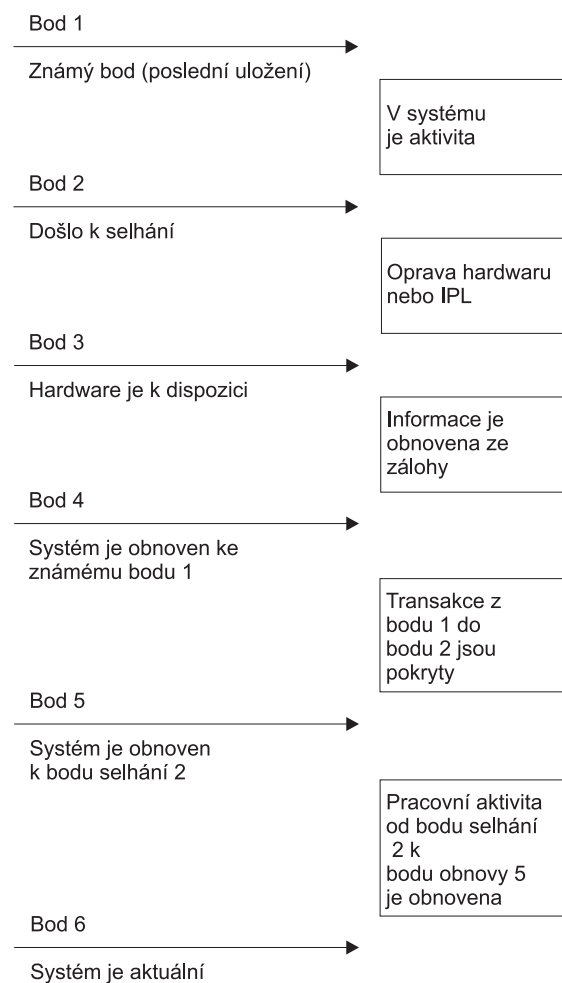 Bod 1
Známý bod (poslední uložení)
V systému
je aktivita
Bod 2
Došlo k selhání
Oprava hardwaru
nebo IPL
Bod 3
Hardware je k dispozici
Informace je
obnovena ze
zálohy
Bod 4
Systém je obnoven ke
známému bodu 1
Transakce z
bodu 1 do
bodu 2 jsou
pokryty
Bod 5
Systém je obnoven
k bodu selhání 2
Pracovní aktivita
od bodu selhání
2 k
bodu obnovy 5
je obnovena
Bod 6
Systém je aktuální